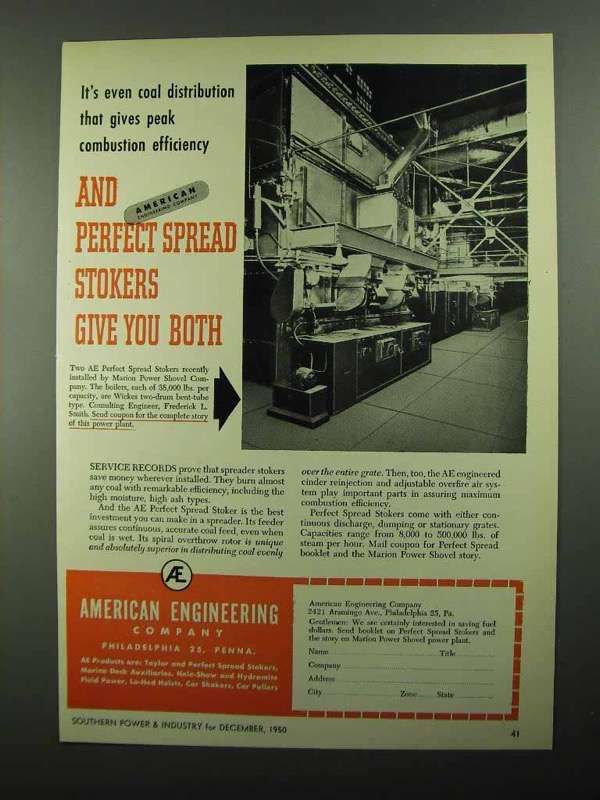 It's even coal distribution
that gives peak
combustion efficiency
AND
AMERICAN
ENGINEERING COMPANY
PERFECT SPREAD
STOKERS
GIVE YOU BOTH
Two AE Perfect Spread Stokers recently
installed by Marion Power Shovel Com-
pany. The boilers, each of 38,000 lbs. per
capacity, are Wickes two-drum bent-tube
type. Consulting Engineer, Frederick L.
Smith. Send coupon for the complete story
of this power plant.
SERVICE RECORDS prove that spreader stokers
save money wherever installed. They burn almost
any coal with remarkable efficiency, including the
high moisture, high ash types.
And the AE Perfect Spread Stoker is the best
investment you can make in a spreader. Its feeder
assures continuous, accurate coal feed, even when
coal is wet. Its spiral overthrow rotor is unique
and absolutely superior in distributing coal evenly
over the entire grate. Then, too, the AE engineered
cinder reinjection and adjustable overfire air sys-
tem play important parts in assuring maximum
combustion efficiency.
Perfect Spread Stokers come with either con-
tinuous discharge, dumping or stationary grates.
Capacities range from 8,000 to 500,000 lbs. of
steam per hour. Mail coupon for Perfect Spread
booklet and the Marion Power Shovel story.
AE
AMERICAN ENGINEERING
COMPANY
PHILADELPHIA 25, PENNA.
AE Products are: Taylor and Perfect Spread Stokers,
Marine Deck Auxiliaries, Hele-Shaw and Hydramite
Fluid Power, Lo-Hed Hoists, Car Shakers, Car Pullers
American Engineering Company
2421 Aramingo Ave., Philadelphia 25, Pa.
Gentlemen: We are certainly interested in saving fuel
dollars. Send booklet on Perfect Spread Stokers and
the story on Marion Power Shovel power plant.
Name Title
Company
Address
City Zone State
SOUTHERN POWER & INDUSTRY for DECEMBER, 1950
41